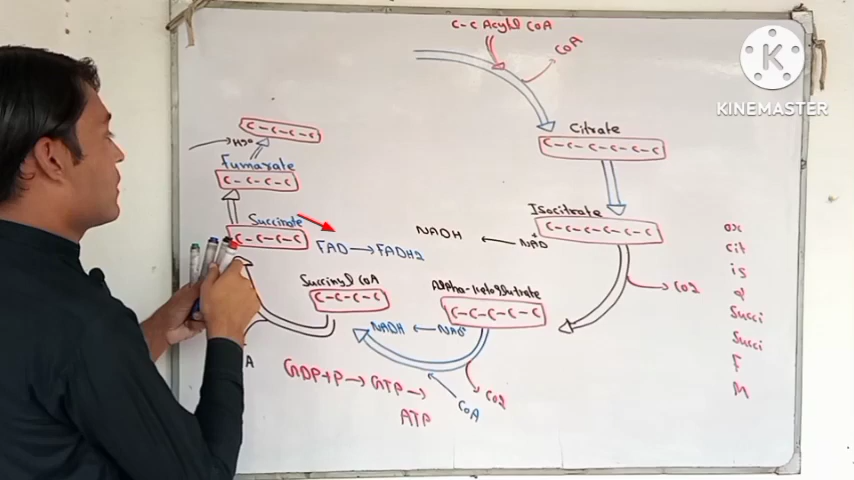 C-C Acyl CoA
CoA
KINEMASTER
Citrate
C-C-C-C-C-C
C-C-C-C
H2O
Fumarate
C-C-C-C
Isocitrate
C-C-C-C-C-C
Succinate
C-C-C-C
FAD → FADH2
NADH ← NAD+
CO2
Succinyl CoA
C-C-C-C
Alpha-ketoglutrate
C-C-C-C-C
NADH ← NAD+
GDP+P → GTP →
ATP
CO2
CoA
A
ox
cit
is
α
Succi
Succi
F
M